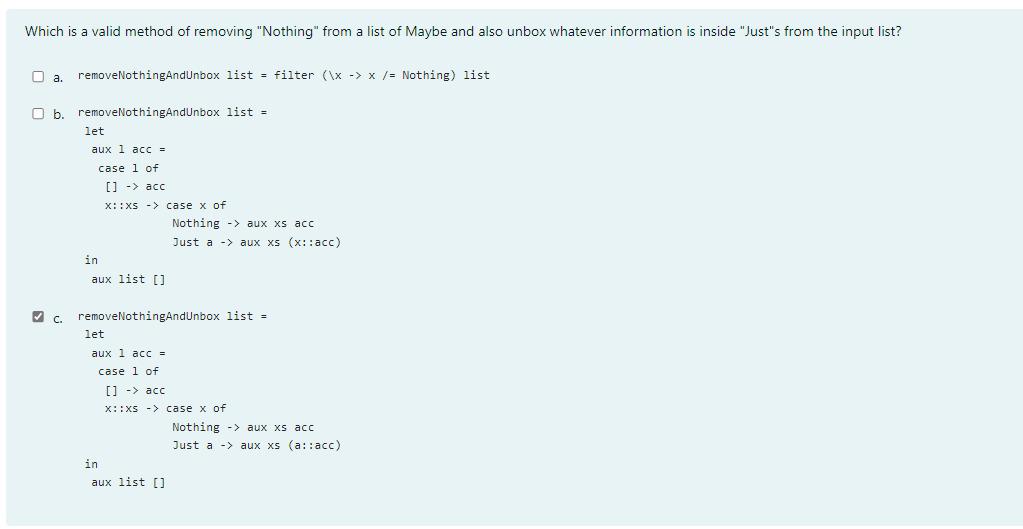 Which is a valid method of removing "Nothing" from a list of Maybe and also unbox whatever information is inside "Just"s from the input list?
a. removeNothingAndUnbox list = filter (\x -> x /= Nothing) list
b. removeNothingAndUnbox list =
let
aux l acc =
case l of
[] -> acc
x::xs -> case x of
Nothing -> aux xs acc
Just a -> aux xs (x::acc)
in
aux list []
c. removeNothingAndUnbox list =
let
aux l acc =
case l of
[] -> acc
x::xs -> case x of
Nothing -> aux xs acc
Just a -> aux xs (a::acc)
in
aux list []